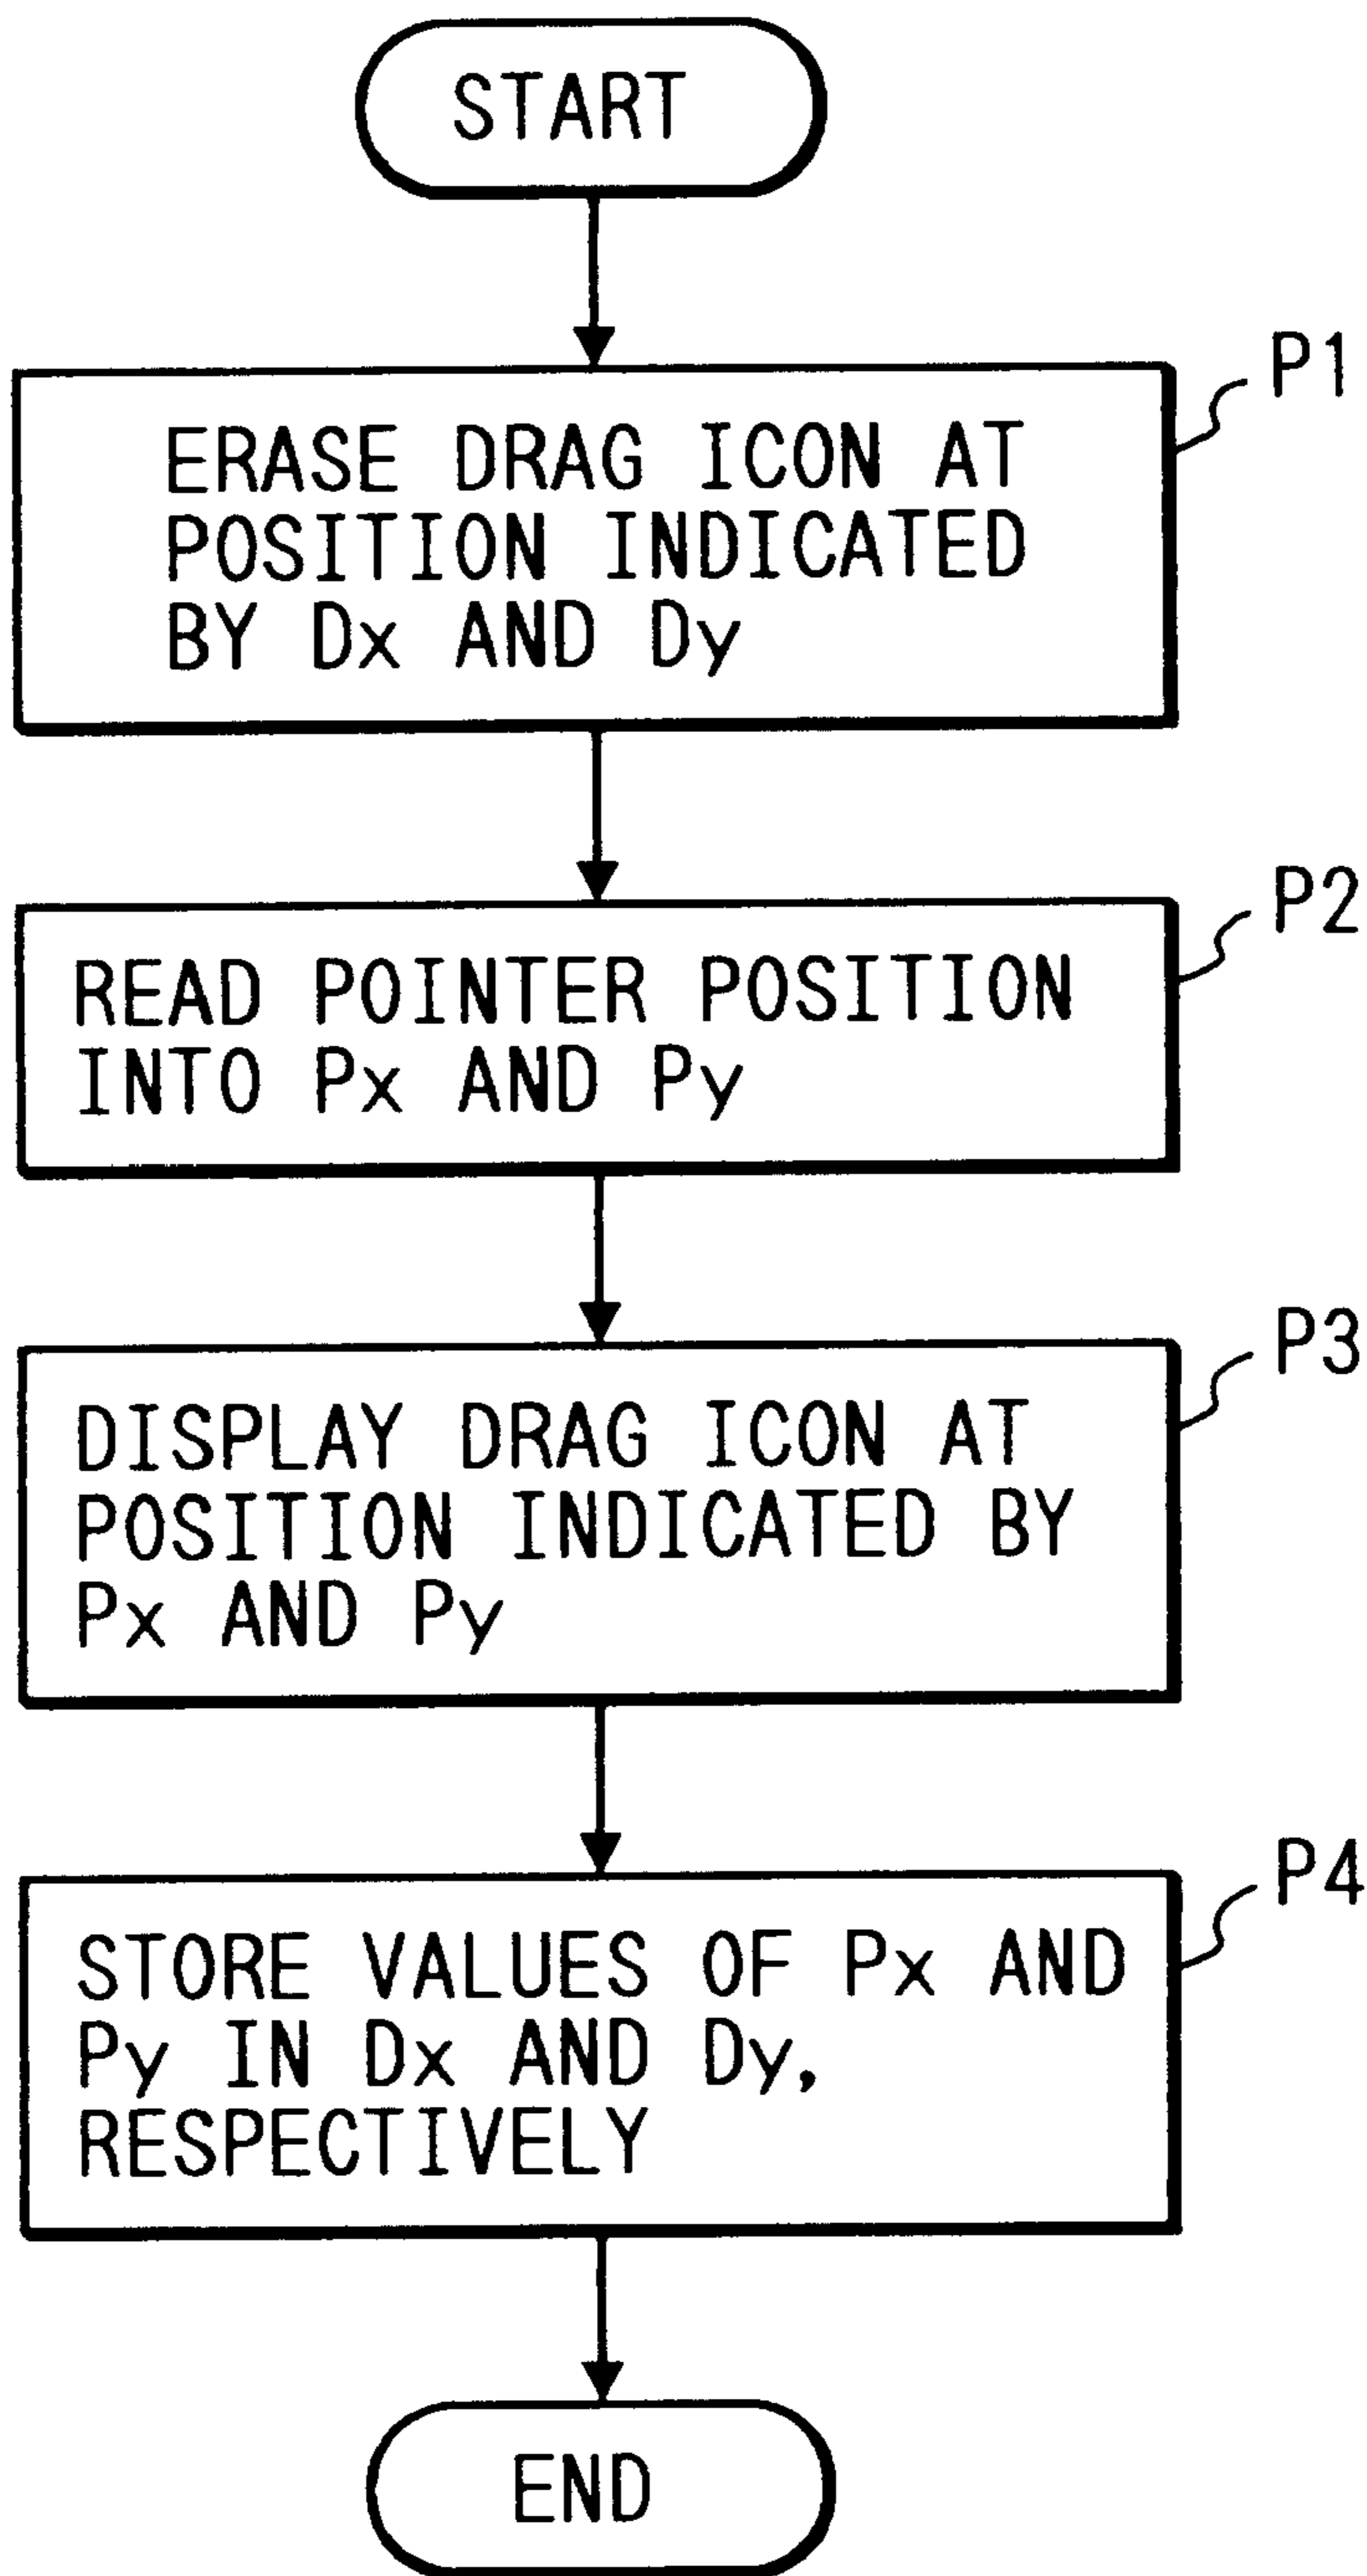 START
P1
ERASE DRAG ICON AT
POSITION INDICATED
BY Dx AND Dy
P2
READ POINTER POSITION
INTO Px AND Py
P3
DISPLAY DRAG ICON AT
POSITION INDICATED BY
Px AND Py
P4
STORE VALUES OF Px AND
Py IN Dx AND Dy,
RESPECTIVELY
END